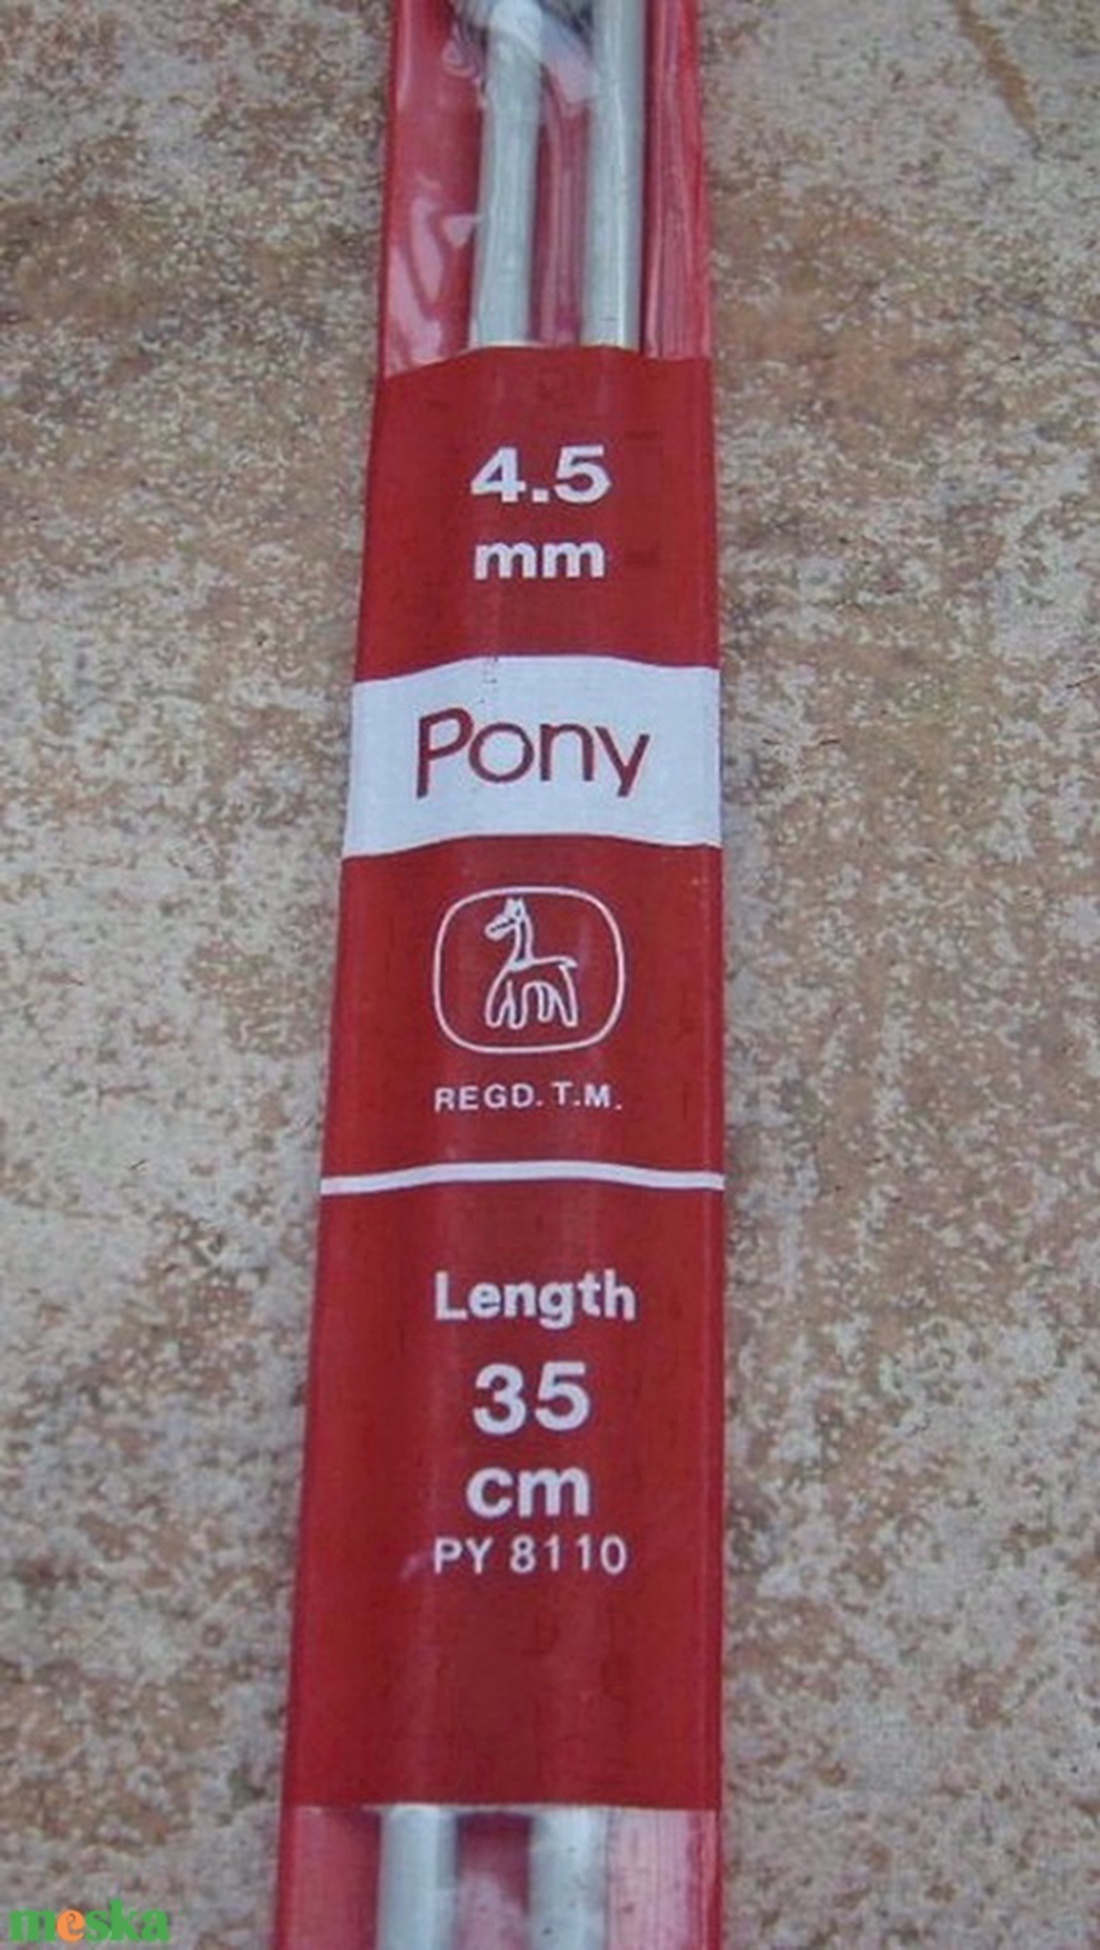 4.5
mm
Pony
REGD. T.M.
Length
35
cm
PY 8110
meska